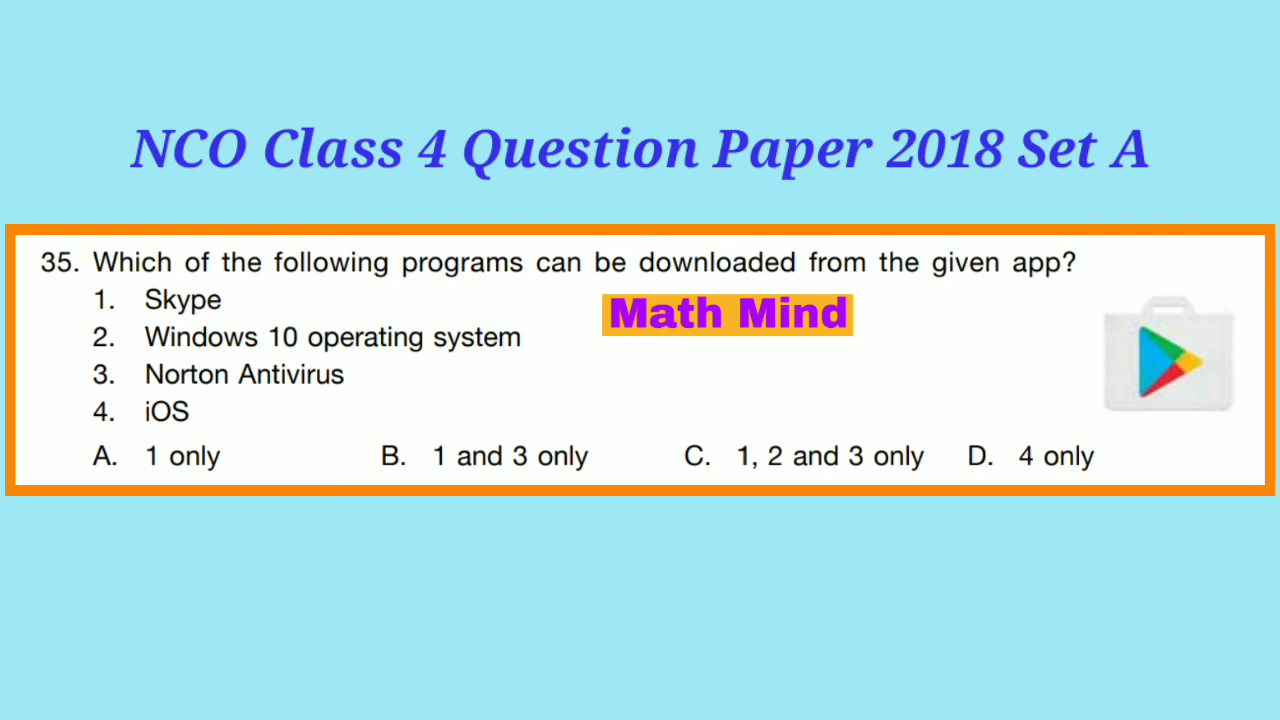 NCO Class 4 Question Paper 2018 Set A
35. Which of the following programs can be downloaded from the given app?
1. Skype
Math Mind
2. Windows 10 operating system
3. Norton Antivirus
4. iOS
A. 1 only B. 1 and 3 only C. 1, 2 and 3 only D. 4 only